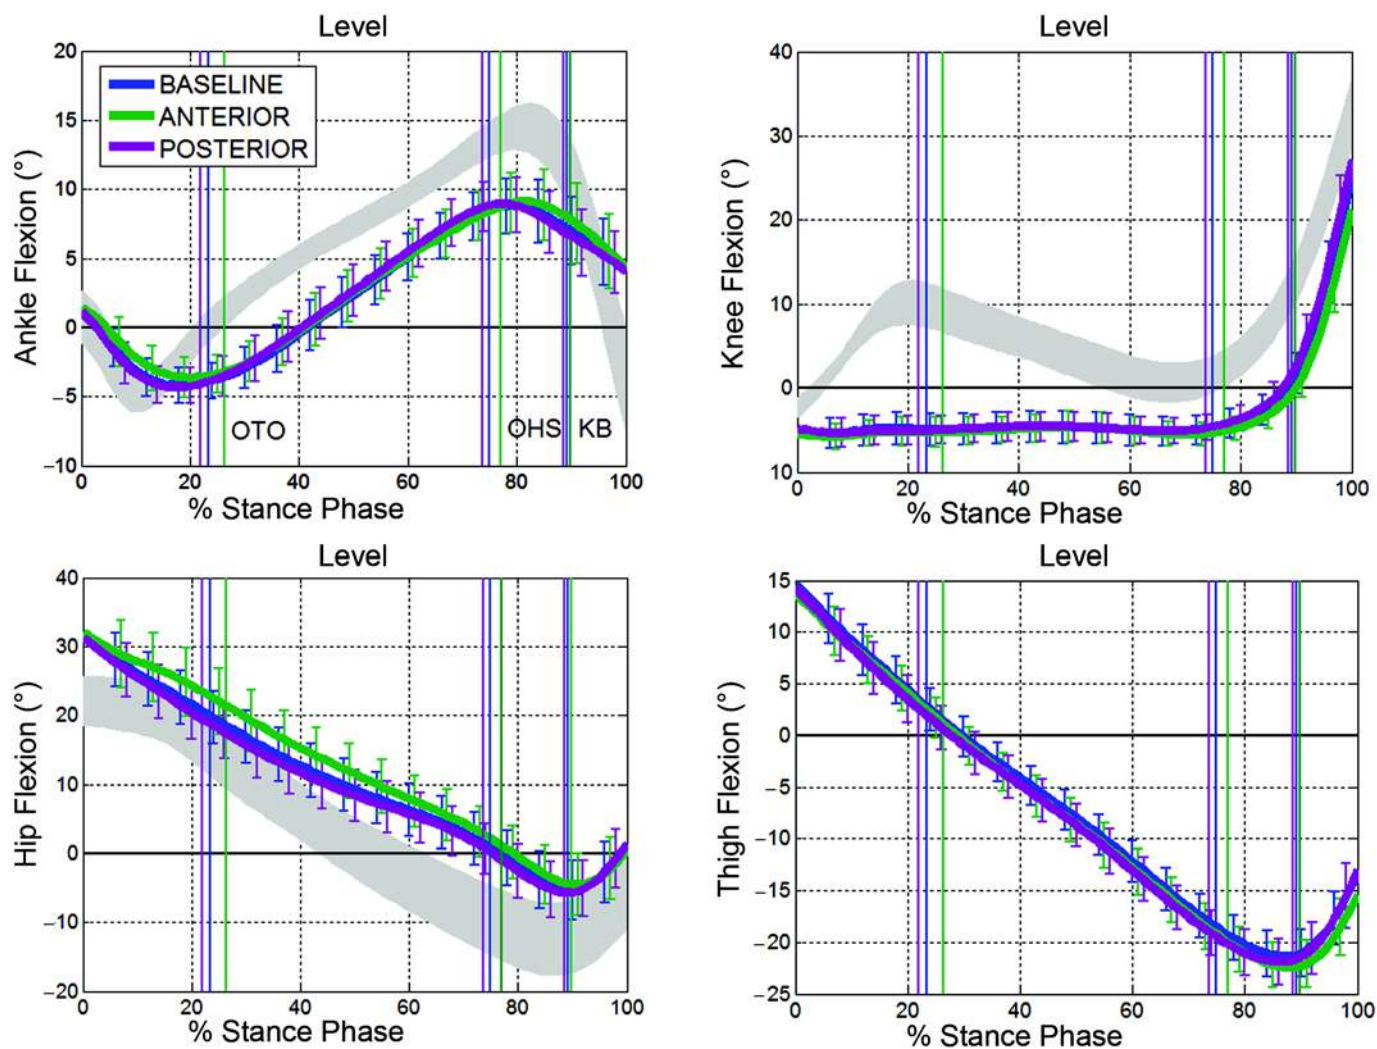 Level
20
15
10
5
0
−5
−10
Ankle Flexion (°)
BASELINE
ANTERIOR
POSTERIOR
OTO
OHS
KB
0 20 40 60 80 100
% Stance Phase
Level
40
30
20
10
0
10
Knee Flexion (°)
0 20 40 60 80 100
% Stance Phase
Level
40
30
20
10
0
−10
−20
Hip Flexion (°)
0 20 40 60 80 100
% Stance Phase
Level
15
10
5
0
−5
−10
−15
−20
−25
Thigh Flexion (°)
0 20 40 60 80 100
% Stance Phase